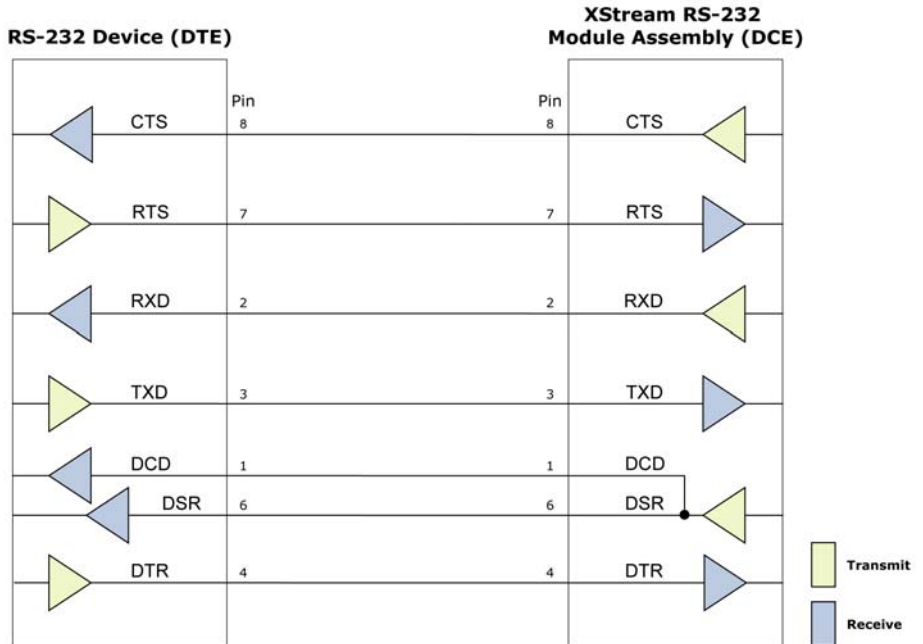 RS-232 Device (DTE)
XStream RS-232
Module Assembly (DCE)
Pin
Pin
CTS 8 8 CTS
RTS 7 7 RTS
RXD 2 2 RXD
TXD 3 3 TXD
DCD 1 1 DCD
DSR 6 6 DSR
DTR 4 4 DTR
Transmit
Receive